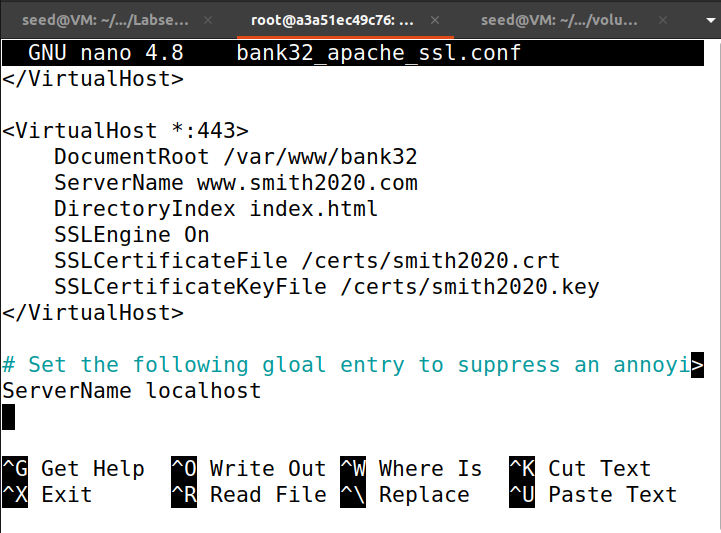 seed@VM: ~/.../Labse... × root@a3a51ec49c76: ... × seed@VM: ~/.../volu... ×
GNU nano 4.8 bank32_apache_ssl.conf
</VirtualHost>
<VirtualHost *:443>
DocumentRoot /var/www/bank32
ServerName www.smith2020.com
DirectoryIndex index.html
SSLEngine On
SSLCertificateFile /certs/smith2020.crt
SSLCertificateKeyFile /certs/smith2020.key
</VirtualHost>
# Set the following gloal entry to suppress an annoyi>
ServerName localhost
^G Get Help ^O Write Out ^W Where Is ^K Cut Text
^X Exit ^R Read File ^\ Replace ^U Paste Text